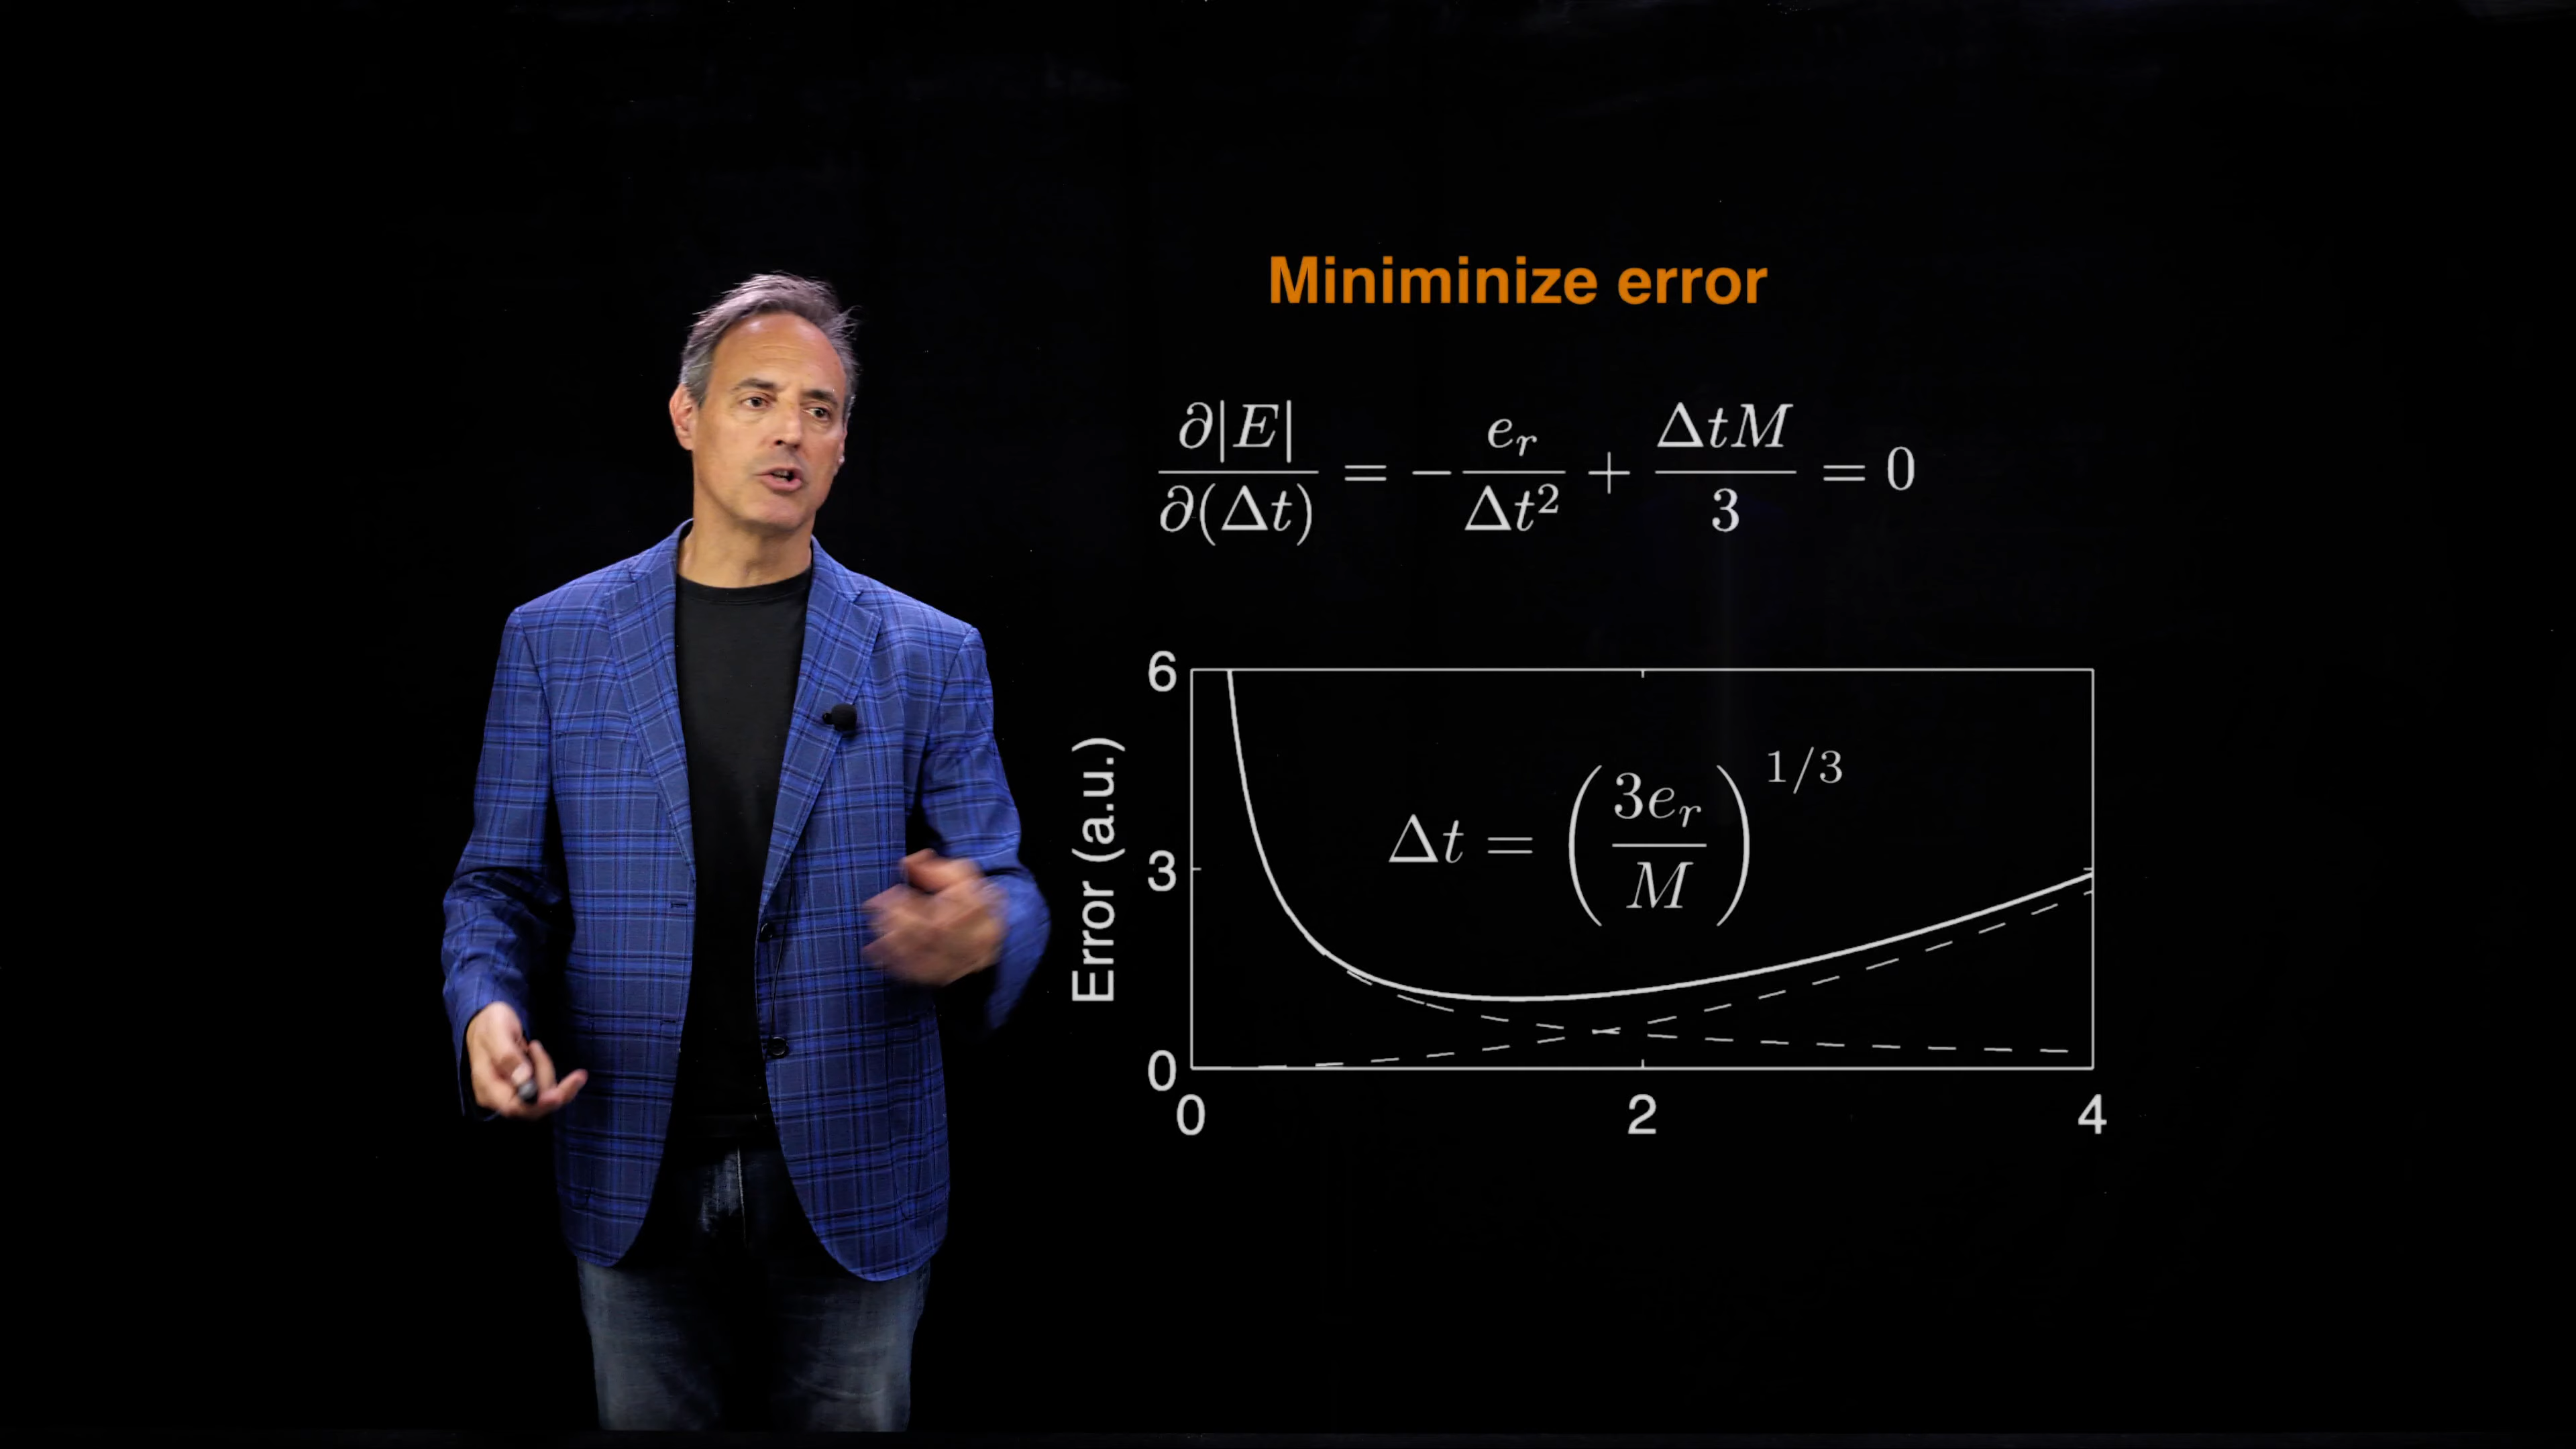 Miniminize error
∂|E| / ∂(Δt) = − e_r / Δt² + ΔtM / 3 = 0
6
Δt = (3e_r / M)^1/3
Error (a.u.)
3
0
0 2 4